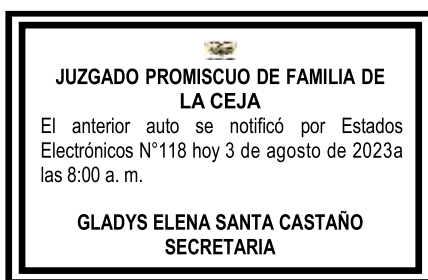 JUZGADO PROMISCUO DE FAMILIA DE
LA CEJA
El anterior auto se notificó por Estados
Electrónicos N°118 hoy 3 de agosto de 2023a
las 8:00 a. m.
GLADYS ELENA SANTA CASTAÑO
SECRETARIA